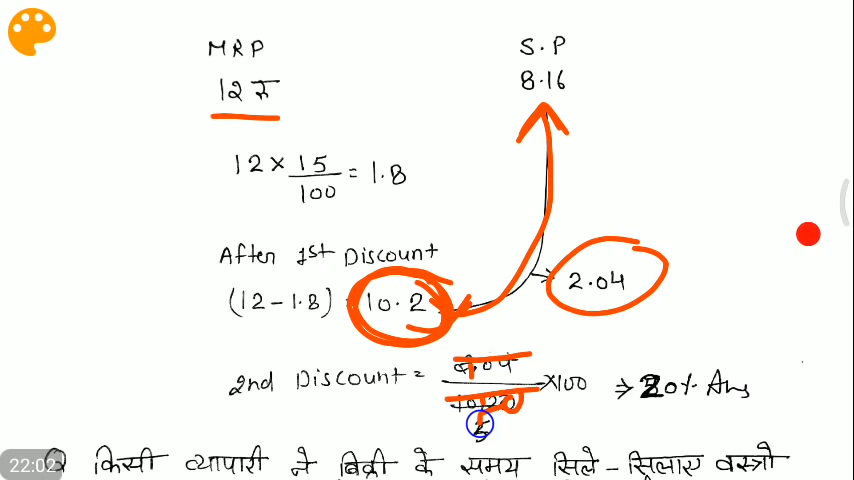 MRP S.P
12 रु 8.16
12 × 15/100 = 1.8
After 1st Discount
(12 - 1.8) = 10.2 → 2.04
2nd Discount = 2.04/10.20 × 100 ⇒ 20% Ans
5
22:02 Q किसी व्यापारी ने बिक्री के समय सिले-सिलाए वस्त्रो